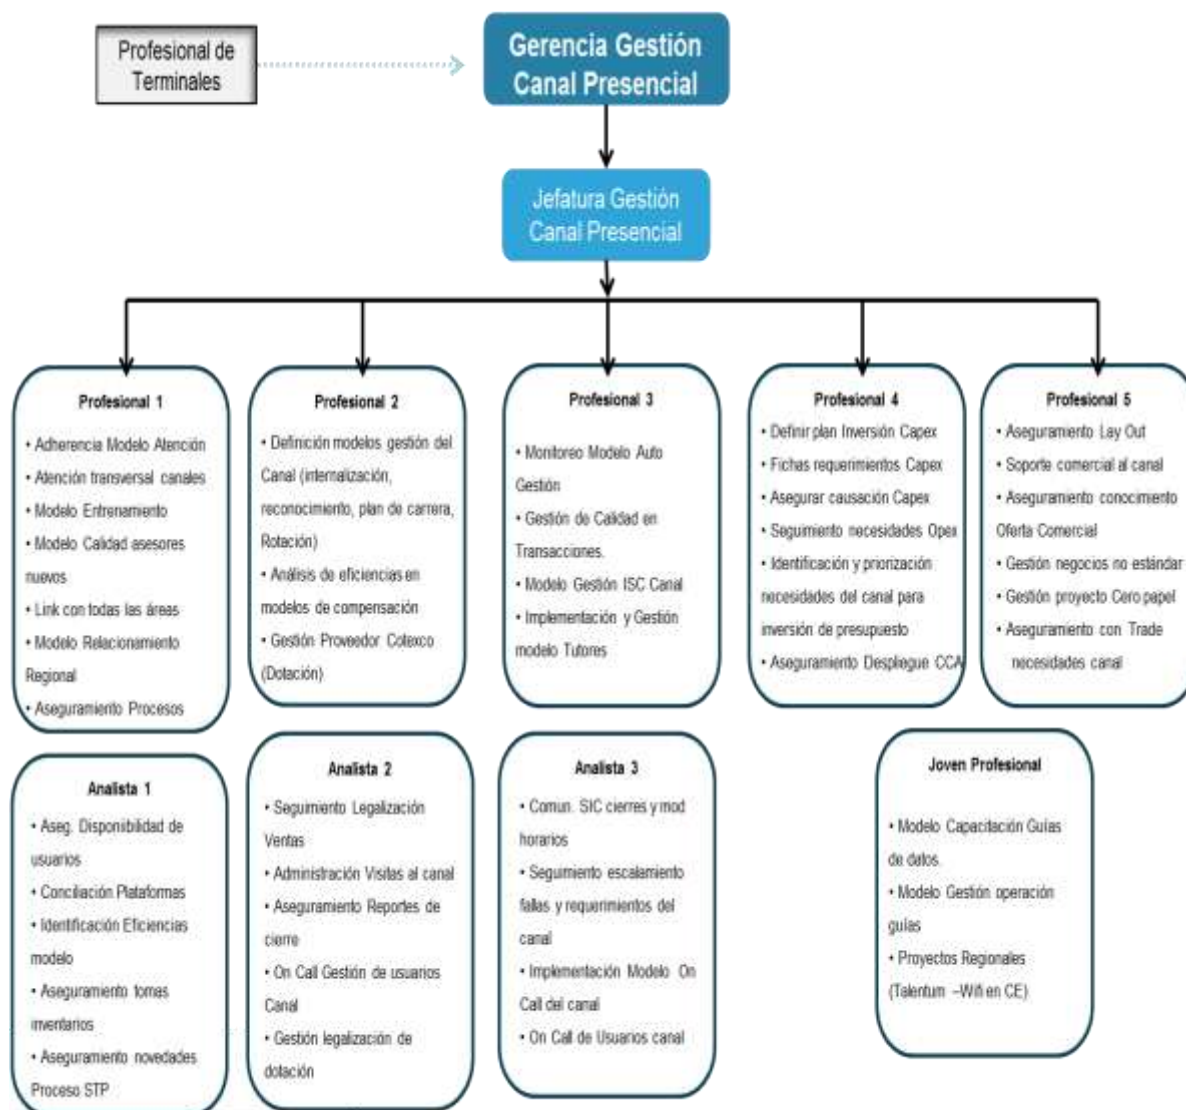 Profesional de
Terminales
Gerencia Gestión
Canal Presencial
Jefatura Gestión
Canal Presencial
Profesional 1
• Adherencia Modelo Atención
• Atención transversal canales
• Modelo Entrenamiento
• Modelo Calidad asesores
nuevos
• Link con todas las áreas
• Modelo Relacionamiento
Regional
• Aseguramiento Procesos
Profesional 2
• Definición modelos gestión del
Canal (internalización,
reconocimiento, plan de carrera,
Rotación)
• Análisis de eficiencias en
modelos de compensación
• Gestión Proveedor Cotexco
(Dotación)
Profesional 3
• Monitoreo Modelo Auto
Gestión
• Gestión de Calidad en
Transacciones.
• Modelo Gestión ISC Canal
• Implementación y Gestión
modelo Tutores
Profesional 4
• Definir plan Inversión Capex
• Fichas requerimientos Capex
• Asegurar causación Capex
• Seguimiento necesidades Opex
• Identificación y priorización
necesidades del canal para
inversión de presupuesto
• Aseguramiento Despliegue CCA
Profesional 5
• Aseguramiento Lay Out
• Soporte comercial al canal
• Aseguramiento conocimiento
Oferta Comercial
• Gestión negocios no estándar
• Gestión proyecto Cero papel
• Aseguramiento con Trade
necesidades canal
Analista 1
• Aseg. Disponibilidad de
usuarios
• Conciliación Plataformas
• Identificación Eficiencias
modelo
• Aseguramiento tomas
inventarios
• Aseguramiento novedades
Proceso STP
Analista 2
• Seguimiento Legalización
Ventas
• Administración Visitas al canal
• Aseguramiento Reportes de
cierre
• On Call Gestión de usuarios
Canal
• Gestión legalización de
dotación
Analista 3
• Comun. SIC cierres y mod
horarios
• Seguimiento escalamiento
fallas y requerimientos del
canal
• Implementación Modelo On
Call del canal
• On Call de Usuarios canal
Joven Profesional
• Modelo Capacitación Guías
de datos.
• Modelo Gestión operación
guías
• Proyectos Regionales
(Talentum –Wifi en CE)